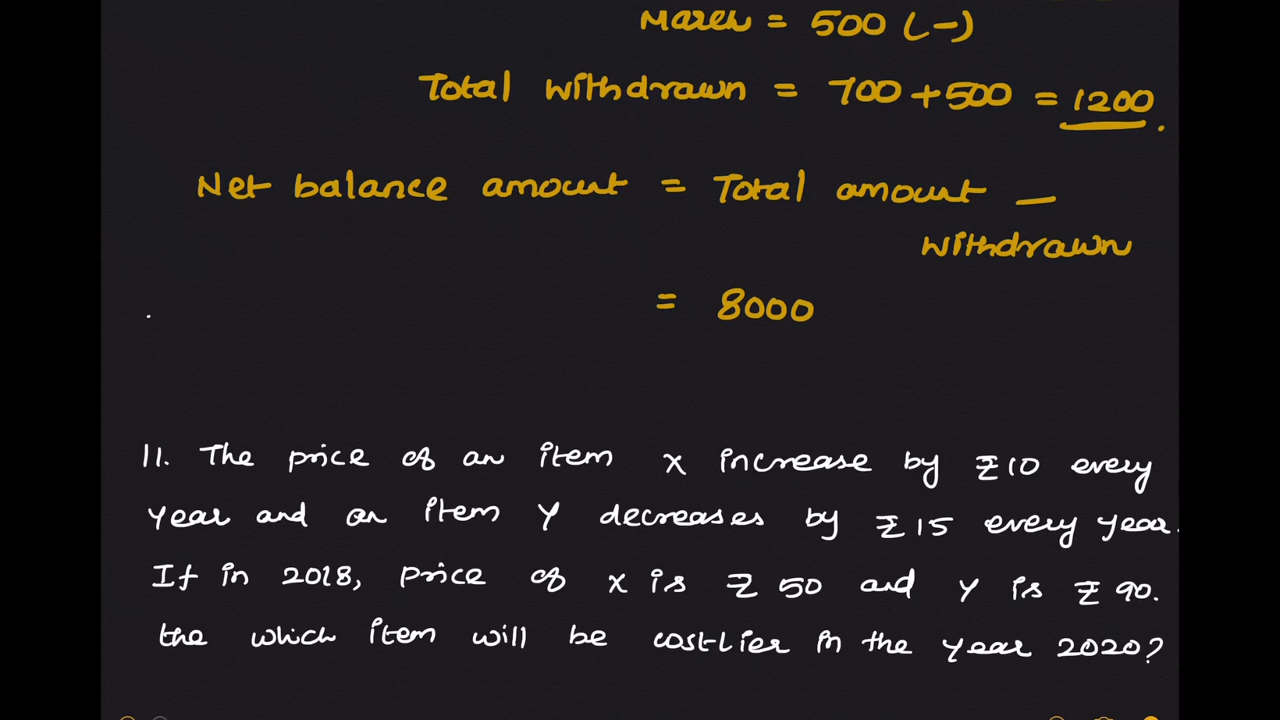 March = 500 (-)
Total withdrawn = 700 + 500 = 1200.
Net balance amount = Total amount -
withdrawn
= 8000
11. The price of an item x increase by ₹10 every
year and an item y decreases by ₹15 every year.
If in 2018, price of x is ₹ 50 and y is ₹ 90.
the which item will be costlier in the year 2020?